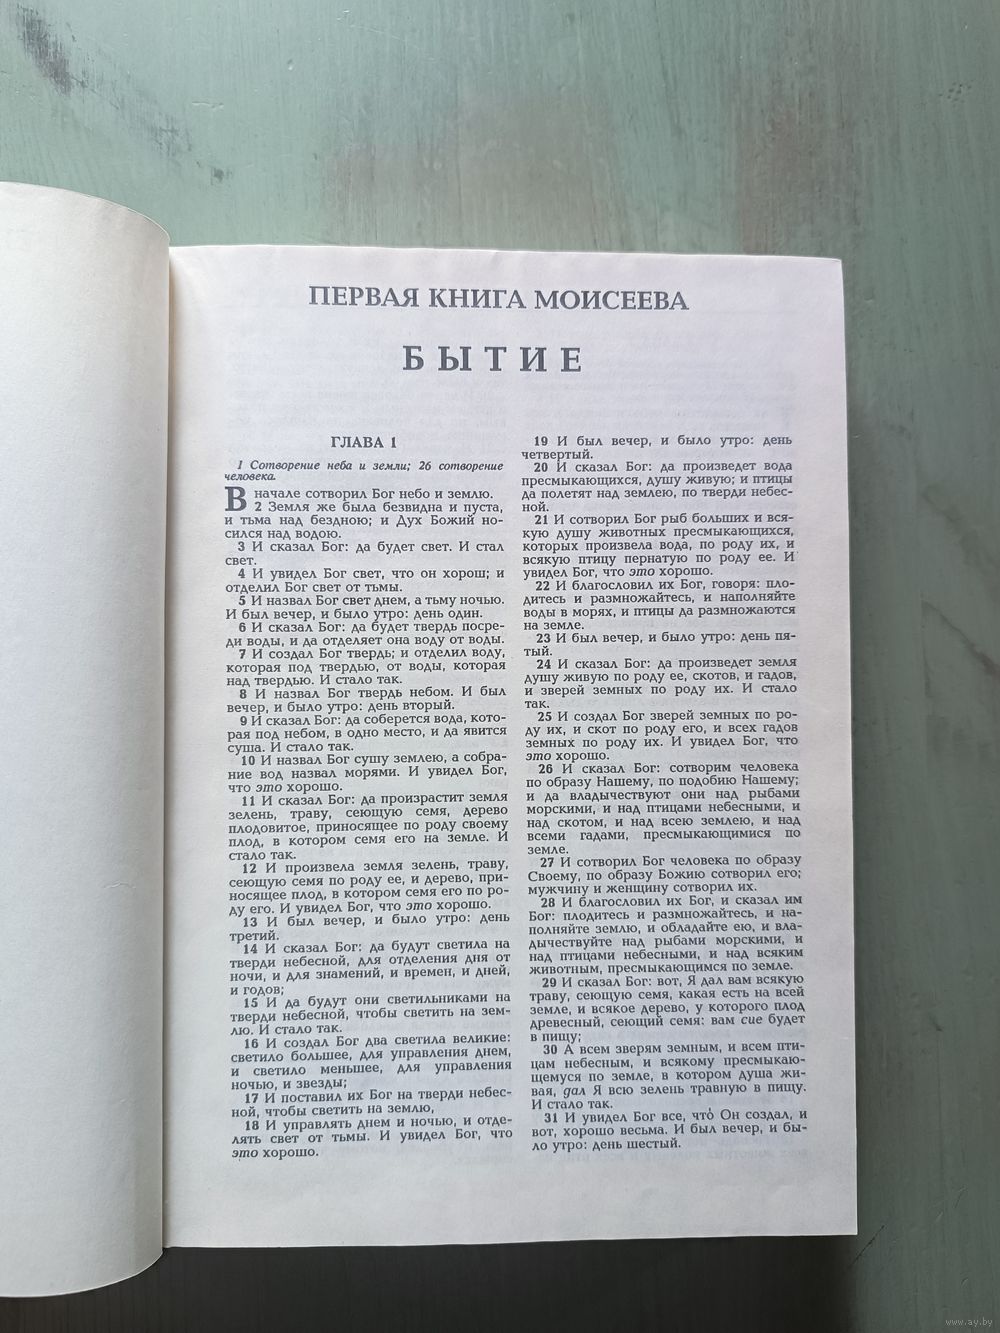 ПЕРВАЯ КНИГА МОИСЕЕВА
БЫТИЕ
ГЛАВА 1
1 Сотворение неба и земли; 26 сотворение
человека.
В начале сотворил Бог небо и землю.
2 Земля же была безвидна и пуста,
и тьма над бездною; и Дух Божий но-
сился над водою.
3 И сказал Бог: да будет свет. И стал
свет.
4 И увидел Бог свет, что он хорош; и
отделил Бог свет от тьмы.
5 И назвал Бог свет днем, а тьму ночью.
И был вечер, и было утро: день один.
6 И сказал Бог: да будет твердь посре-
ди воды, и да отделяет она воду от воды.
7 И создал Бог твердь; и отделил воду,
которая под твердью, от воды, которая
над твердью. И стало так.
8 И назвал Бог твердь небом. И был
вечер, и было утро: день второй.
9 И сказал Бог: да соберется вода, кото-
рая под небом, в одно место, и да явится
суша. И стало так.
10 И назвал Бог сушу землею, а собра-
ние вод назвал морями. И увидел Бог,
что это хорошо.
11 И сказал Бог: да произрастит земля
зелень, траву, сеющую семя, дерево
плодовитое, приносящее по роду своему
плод, в котором семя его на земле. И
стало так.
12 И произвела земля зелень, траву,
сеющую семя по роду ее, и дерево, при-
носящее плод, в котором семя его по ро-
ду его. И увидел Бог, что это хорошо.
13 И был вечер, и было утро: день
третий.
14 И сказал Бог: да будут светила на
тверди небесной, для отделения дня от
ночи, и для знамений, и времен, и дней,
и годов;
15 И да будут они светильниками на
тверди небесной, чтобы светить на зем-
лю. И стало так.
16 И создал Бог два светила великие:
светило большее, для управления днем,
и светило меньшее, для управления
ночью, и звезды;
17 И поставил их Бог на тверди небес-
ной, чтобы светить на землю,
18 И управлять днем и ночью, и отде-
лять свет от тьмы. И увидел Бог, что
это хорошо.
19 И был вечер, и было утро: день
четвертый.
20 И сказал Бог: да произведет вода
пресмыкающихся, душу живую; и птицы
да полетят над землею, по тверди небес-
ной.
21 И сотворил Бог рыб больших и вся-
кую душу животных пресмыкающихся,
которых произвела вода, по роду их, и
всякую птицу пернатую по роду ее. И
увидел Бог, что это хорошо.
22 И благословил их Бог, говоря: пло-
дитесь и размножайтесь, и наполняйте
воды в морях, и птицы да размножаются
на земле.
23 И был вечер, и было утро: день пя-
тый.
24 И сказал Бог: да произведет земля
душу живую по роду ее, скотов, и гадов,
и зверей земных по роду их. И стало
так.
25 И создал Бог зверей земных по ро-
ду их, и скот по роду его, и всех гадов
земных по роду их. И увидел Бог, что
это хорошо.
26 И сказал Бог: сотворим человека
по образу Нашему, по подобию Нашему;
и да владычествуют они над рыбами
морскими, и над птицами небесными, и
над скотом, и над всею землею, и над
всеми гадами, пресмыкающимися по
земле.
27 И сотворил Бог человека по образу
Своему, по образу Божию сотворил его;
мужчину и женщину сотворил их.
28 И благословил их Бог, и сказал им
Бог: плодитесь и размножайтесь, и на-
полняйте землю, и обладайте ею, и вла-
дычествуйте над рыбами морскими, и
над птицами небесными, и над всяким
животным, пресмыкающимся по земле.
29 И сказал Бог: вот, Я дал вам всякую
траву, сеющую семя, какая есть на всей
земле, и всякое дерево, у которого плод
древесный, сеющий семя: вам сие будет
в пищу;
30 А всем зверям земным, и всем пти-
цам небесным, и всякому пресмыкаю-
щемуся по земле, в котором душа жи-
вая, дал Я всю зелень травную в пищу.
И стало так.
31 И увидел Бог все, что́ Он создал, и
вот, хорошо весьма. И был вечер, и бы-
ло утро: день шестый.
www.ay.by